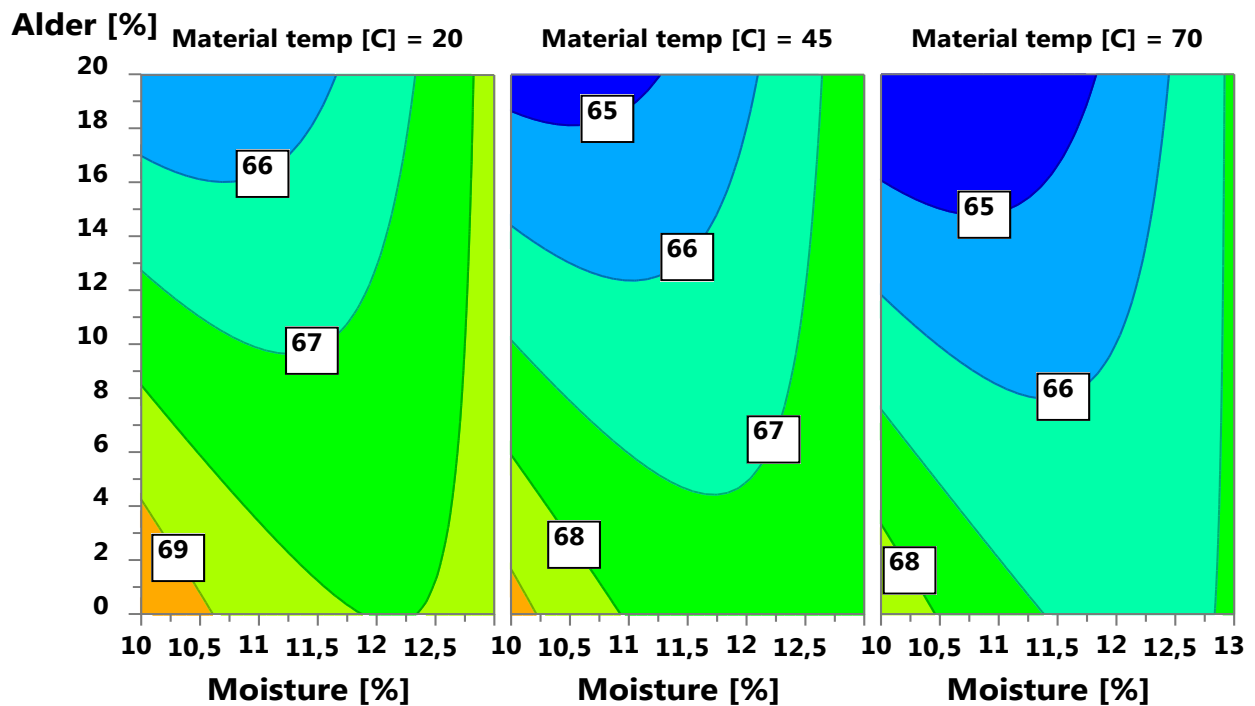 Alder [%]
Material temp [C] = 20
Material temp [C] = 45
Material temp [C] = 70
20
18
16
14
12
10
8
6
4
2
0
66
67
69
65
66
67
68
65
66
68
10 10,5 11 11,5 12 12,5
10 10,5 11 11,5 12 12,5
10 10,5 11 11,5 12 12,5 13
Moisture [%]
Moisture [%]
Moisture [%]